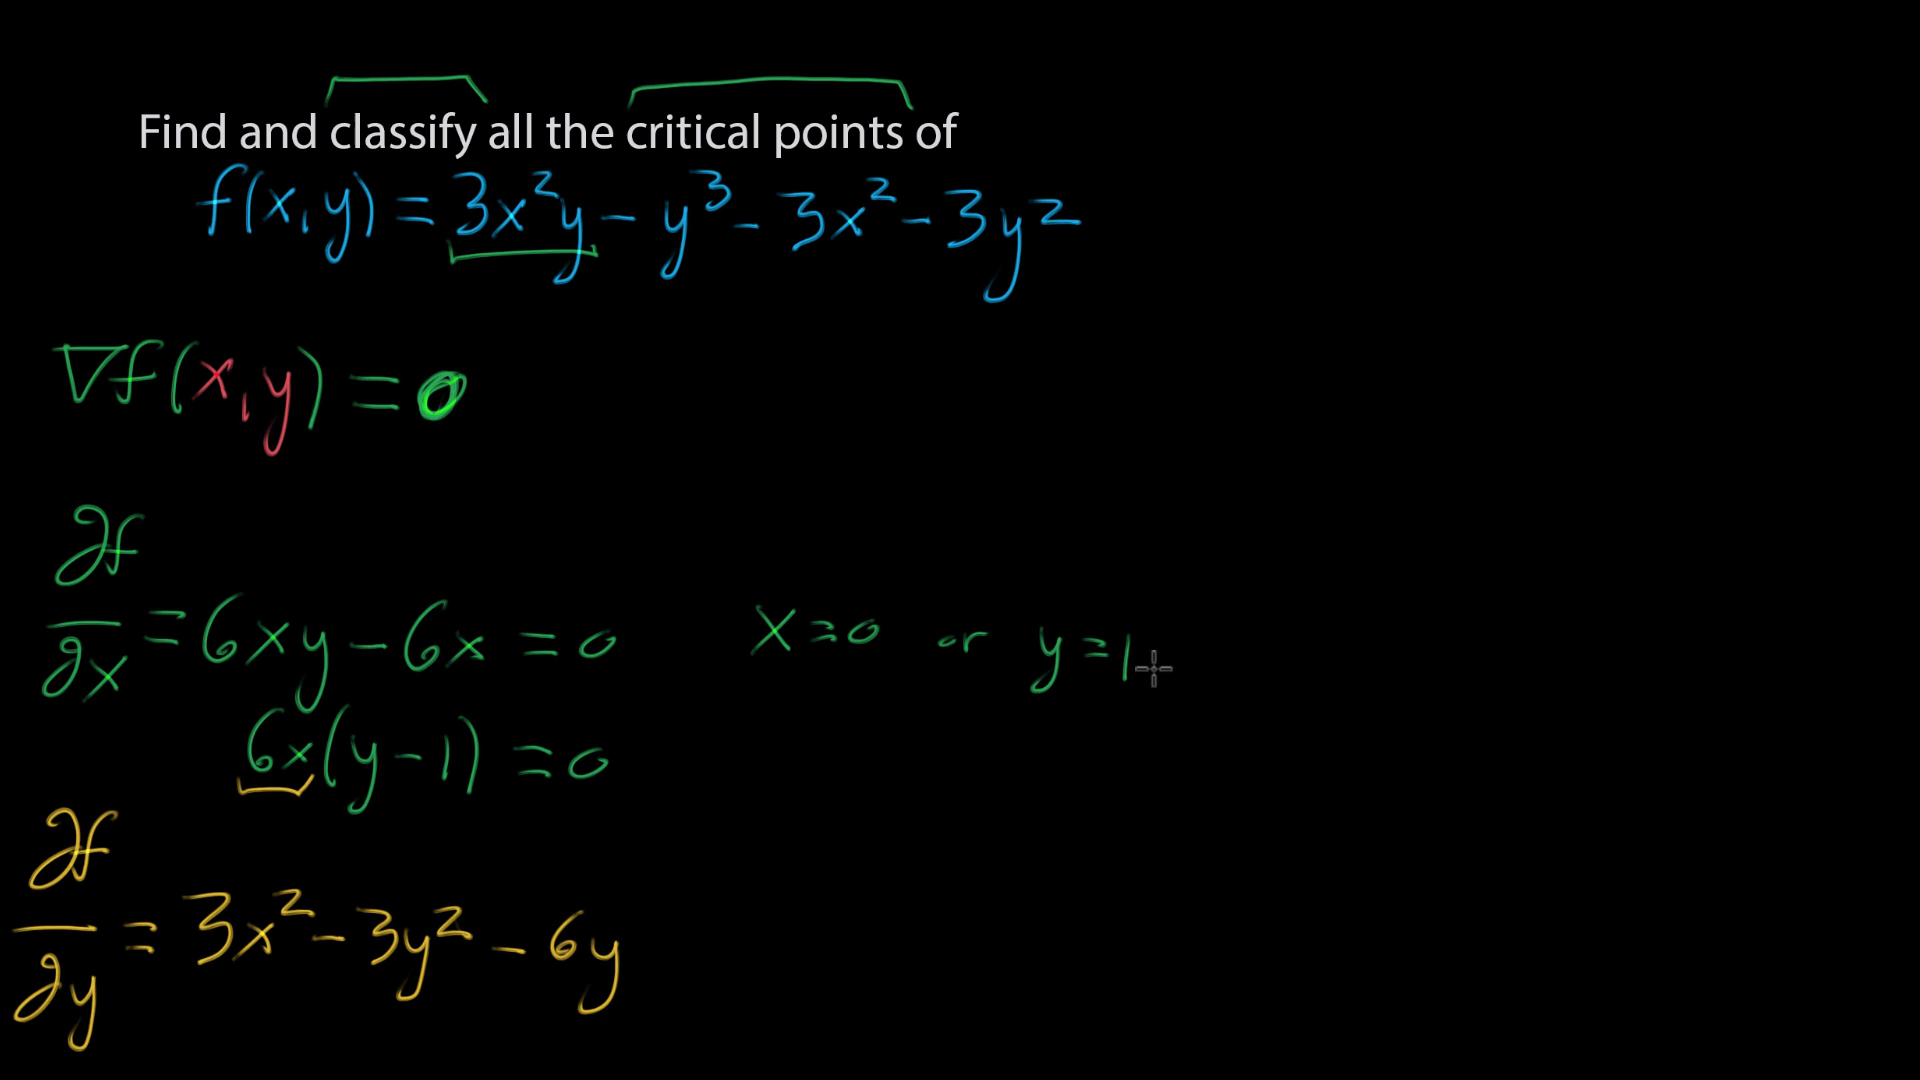 Find and classify all the critical points of
f(x,y) = 3x²y - y³ - 3x² - 3y²
∇f(x,y) = 0
∂f/∂x = 6xy - 6x = 0 x = 0 or y = 1
6x(y - 1) = 0
∂f/∂y = 3x² - 3y² - 6y